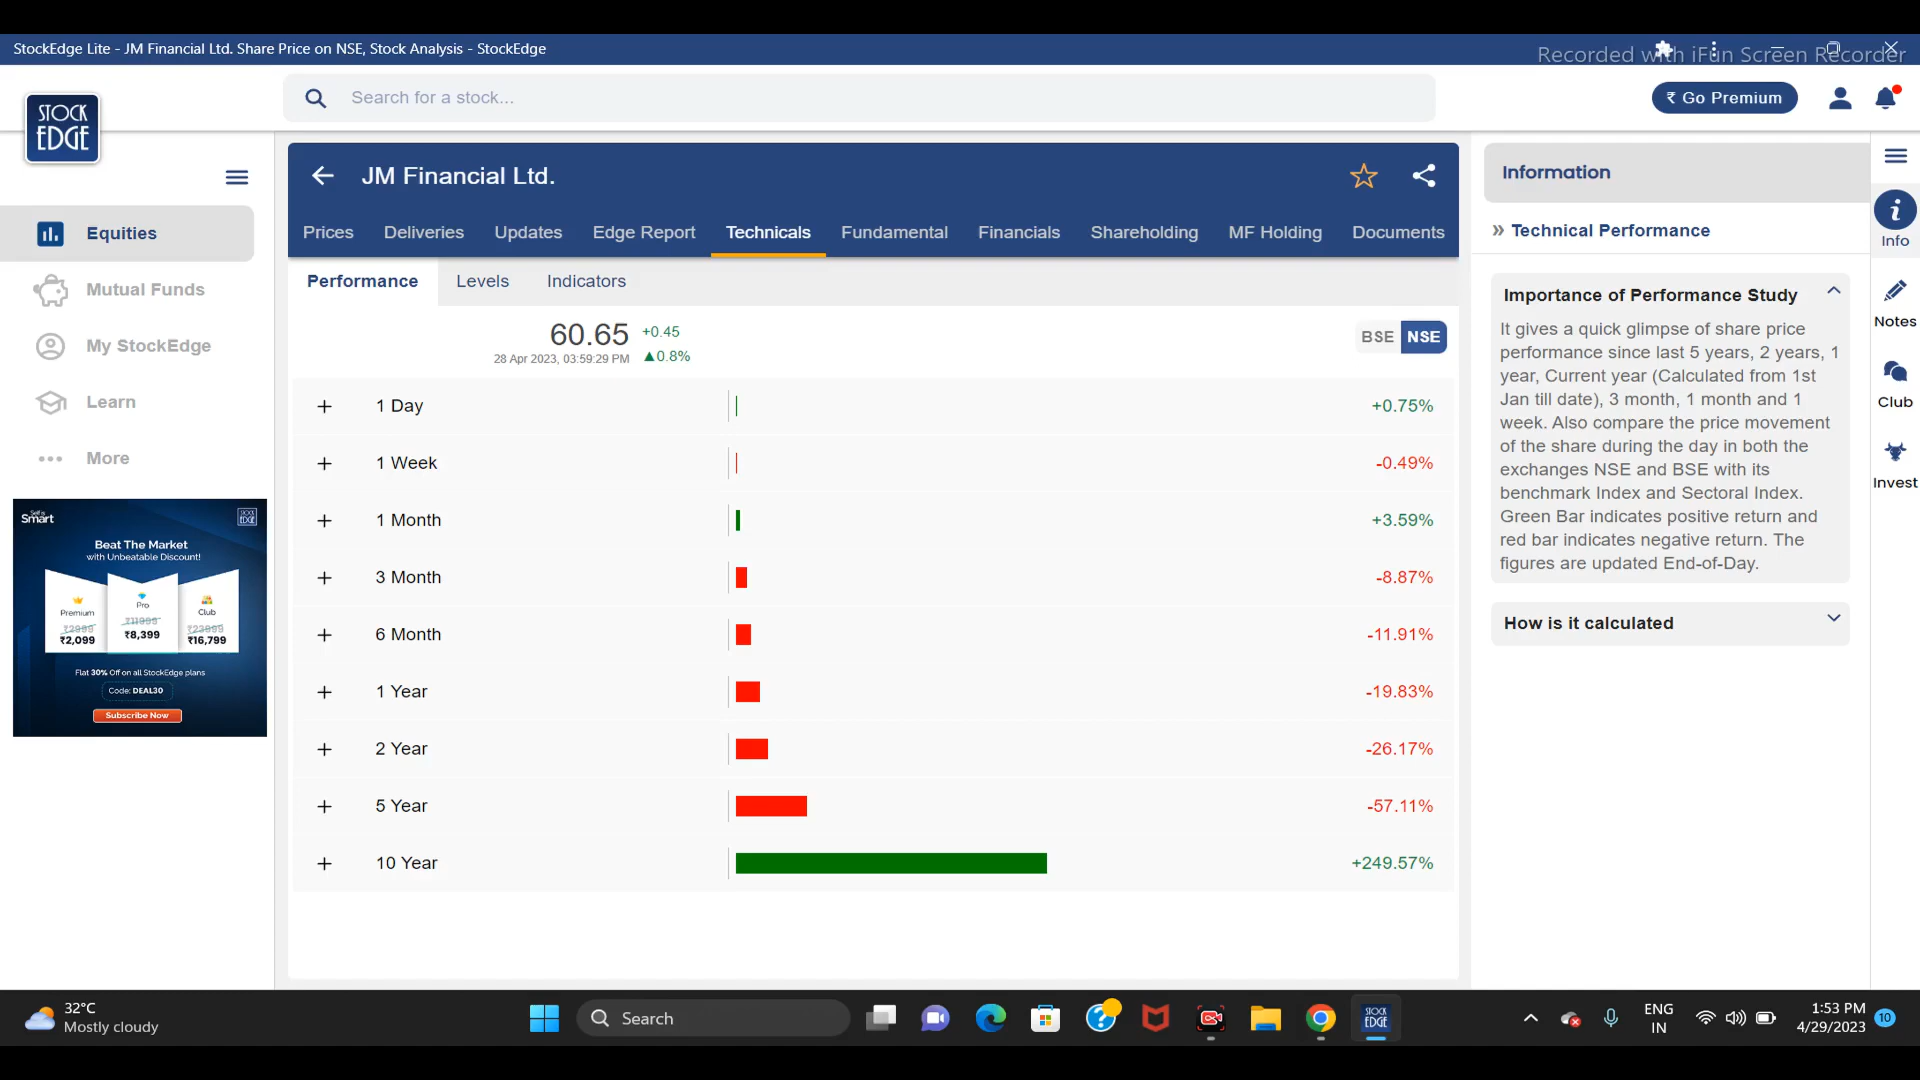 StockEdge Lite - JM Financial Ltd. Share Price on NSE, Stock Analysis - StockEdge
Recorded with iFun Screen Recorder
STOCK
EDGE
Search for a stock...
₹ Go Premium
Equities
Mutual Funds
My StockEdge
Learn
More
Self is
Smart
STOCK
EDGE
Beat The Market
with Unbeatable Discount!
Premium
₹2999
₹2,099
Pro
₹11999
₹8,399
Club
₹23999
₹16,799
Flat 30% Off on all StockEdge plans
Code: DEAL30
Subscribe Now
JM Financial Ltd.
Prices Deliveries Updates Edge Report Technicals Fundamental Financials Shareholding MF Holding Documents
Performance Levels Indicators
60.65 +0.45
28 Apr 2023, 03:59:29 PM ▲0.8%
BSE NSE
+ 1 Day +0.75%
+ 1 Week -0.49%
+ 1 Month +3.59%
+ 3 Month -8.87%
+ 6 Month -11.91%
+ 1 Year -19.83%
+ 2 Year -26.17%
+ 5 Year -57.11%
+ 10 Year +249.57%
Information
» Technical Performance
Importance of Performance Study
It gives a quick glimpse of share price
performance since last 5 years, 2 years, 1
year, Current year (Calculated from 1st
Jan till date), 3 month, 1 month and 1
week. Also compare the price movement
of the share during the day in both the
exchanges NSE and BSE with its
benchmark Index and Sectoral Index.
Green Bar indicates positive return and
red bar indicates negative return. The
figures are updated End-of-Day.
How is it calculated
Info
Notes
Club
Invest
32°C
Mostly cloudy
Search
STOCK
EDGE
ENG
IN
1:53 PM
4/29/2023
10